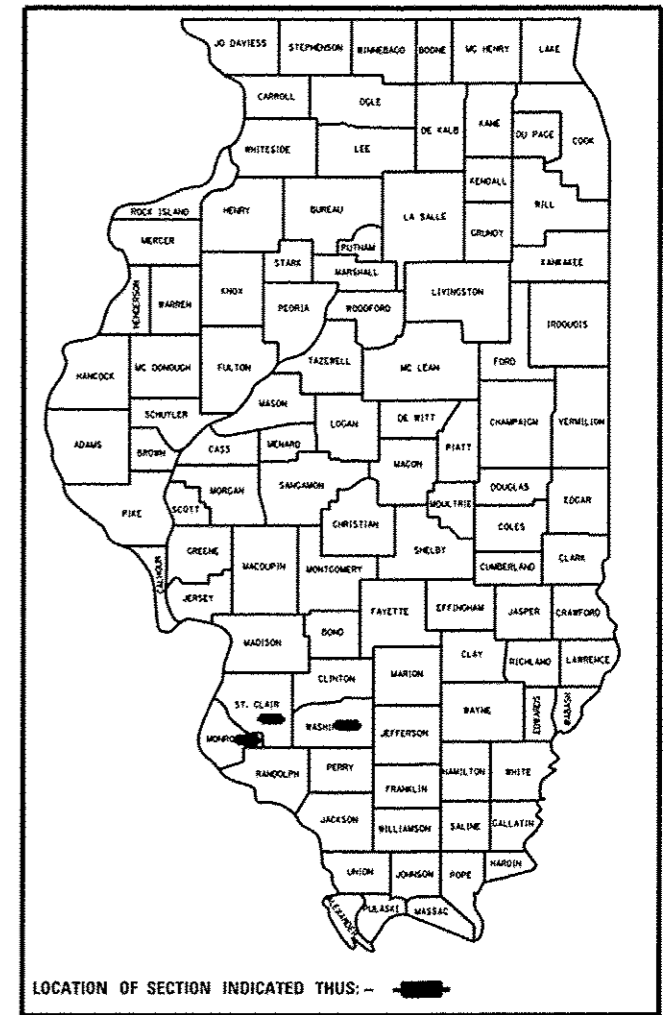 JO DAVIESS STEPHENSON WINNEBAGO BOONE MC HENRY LAKE
CARROLL OGLE DE KALB KANE DU PAGE COOK
WHITESIDE LEE
KENDALL WILL
ROCK ISLAND HENRY BUREAU LA SALLE GRUNDY
MERCER PUTNAM KANKAKEE
STARK MARSHALL
HENDERSON WARREN KNOX PEORIA WOODFORD LIVINGSTON IROQUOIS
HANCOCK MC DONOUGH FULTON TAZEWELL MC LEAN FORD
MASON
SCHUYLER LOGAN DE WITT CHAMPAIGN VERMILION
ADAMS BROWN CASS MENARD PIATT
MACON
PIKE SCOTT MORGAN SANGAMON MOULTRIE DOUGLAS EDGAR
CHRISTIAN COLES
CALHOUN GREENE MACOUPIN MONTGOMERY SHELBY CUMBERLAND CLARK
JERSEY FAYETTE EFFINGHAM JASPER CRAWFORD
MADISON BOND
CLAY RICHLAND LAWRENCE
CLINTON MARION
ST. CLAIR WAYNE EDWARDS WABASH
JEFFERSON
RANDOLPH PERRY HAMILTON WHITE
FRANKLIN
JACKSON WILLIAMSON SALINE GALLATIN
UNION JOHNSON POPE HARDIN
ALEXANDER PULASKI MASSAC
LOCATION OF SECTION INDICATED THUS: -